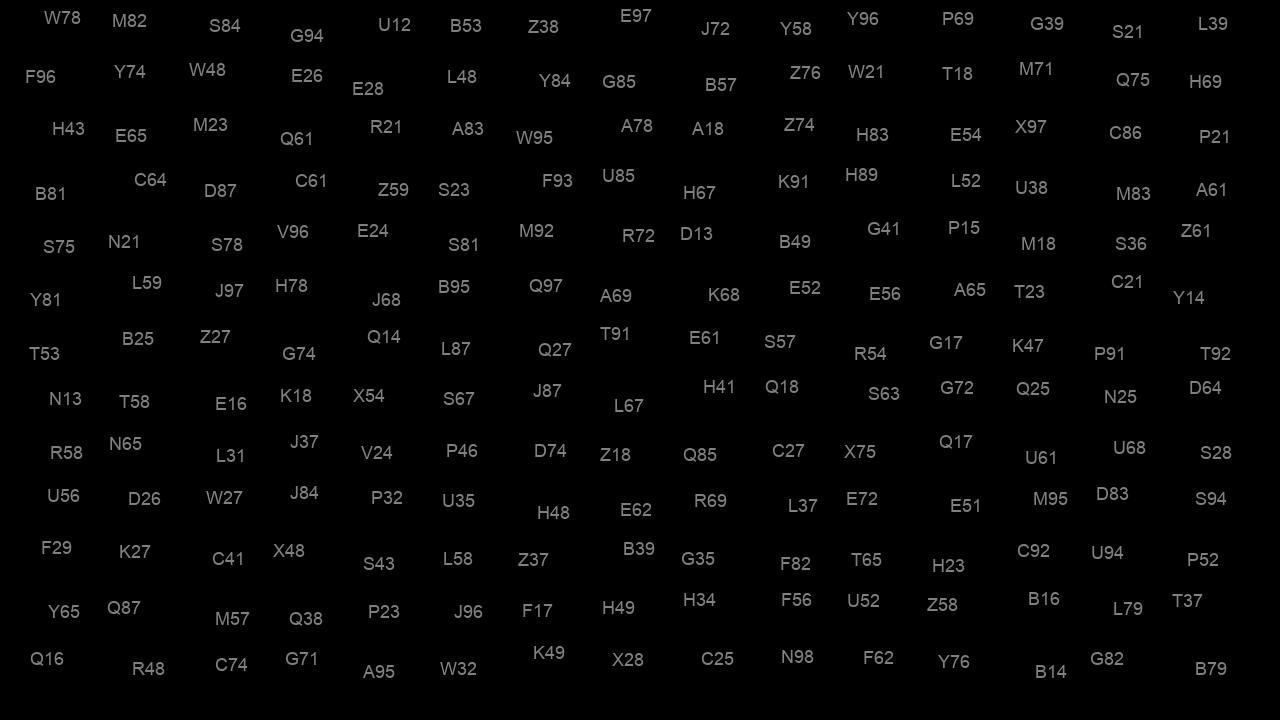 W78 M82 S84 G94 U12 B53 Z38 E97 J72 Y58 Y96 P69 G39 S21 L39
F96 Y74 W48 E26 E28 L48 Y84 G85 B57 Z76 W21 T18 M71 Q75 H69
H43 E65 M23 Q61 R21 A83 W95 A78 A18 Z74 H83 E54 X97 C86 P21
B81 C64 D87 C61 Z59 S23 F93 U85 H67 K91 H89 L52 U38 M83 A61
S75 N21 S78 V96 E24 S81 M92 R72 D13 B49 G41 P15 M18 S36 Z61
Y81 L59 J97 H78 J68 B95 Q97 A69 K68 E52 E56 A65 T23 C21 Y14
T53 B25 Z27 G74 Q14 L87 Q27 T91 E61 S57 R54 G17 K47 P91 T92
N13 T58 E16 K18 X54 S67 J87 L67 H41 Q18 S63 G72 Q25 N25 D64
R58 N65 L31 J37 V24 P46 D74 Z18 Q85 C27 X75 Q17 U61 U68 S28
U56 D26 W27 J84 P32 U35 H48 E62 R69 L37 E72 E51 M95 D83 S94
F29 K27 C41 X48 S43 L58 Z37 B39 G35 F82 T65 H23 C92 U94 P52
Y65 Q87 M57 Q38 P23 J96 F17 H49 H34 F56 U52 Z58 B16 L79 T37
Q16 R48 C74 G71 A95 W32 K49 X28 C25 N98 F62 Y76 B14 G82 B79